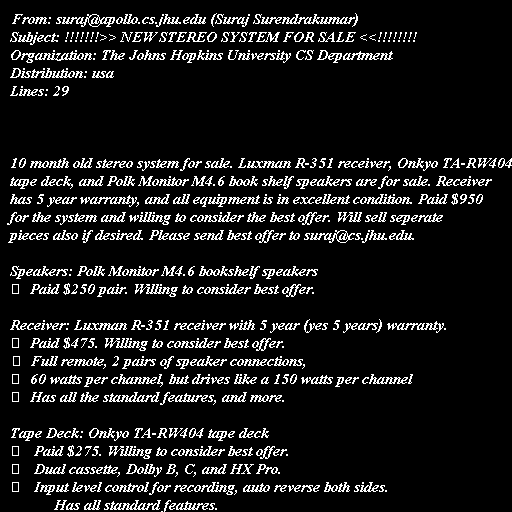 From: suraj@apollo.cs.jhu.edu (Suraj Surendrakumar)
Subject: !!!!!!!>> NEW STEREO SYSTEM FOR SALE <<!!!!!!!!
Organization: The Johns Hopkins University CS Department
Distribution: usa
Lines: 29
10 month old stereo system for sale. Luxman R-351 receiver, Onkyo TA-RW404
tape deck, and Polk Monitor M4.6 book shelf speakers are for sale. Receiver
has 5 year warranty, and all equipment is in excellent condition. Paid $950
for the system and willing to consider the best offer. Will sell seperate
pieces also if desired. Please send best offer to suraj@cs.jhu.edu.
Speakers: Polk Monitor M4.6 bookshelf speakers
Paid $250 pair. Willing to consider best offer.
Receiver: Luxman R-351 receiver with 5 year (yes 5 years) warranty.
Paid $475. Willing to consider best offer.
Full remote, 2 pairs of speaker connections,
60 watts per channel, but drives like a 150 watts per channel
Has all the standard features, and more.
Tape Deck: Onkyo TA-RW404 tape deck
Paid $275. Willing to consider best offer.
Dual cassette, Dolby B, C, and HX Pro.
Input level control for recording, auto reverse both sides.
Has all standard features.